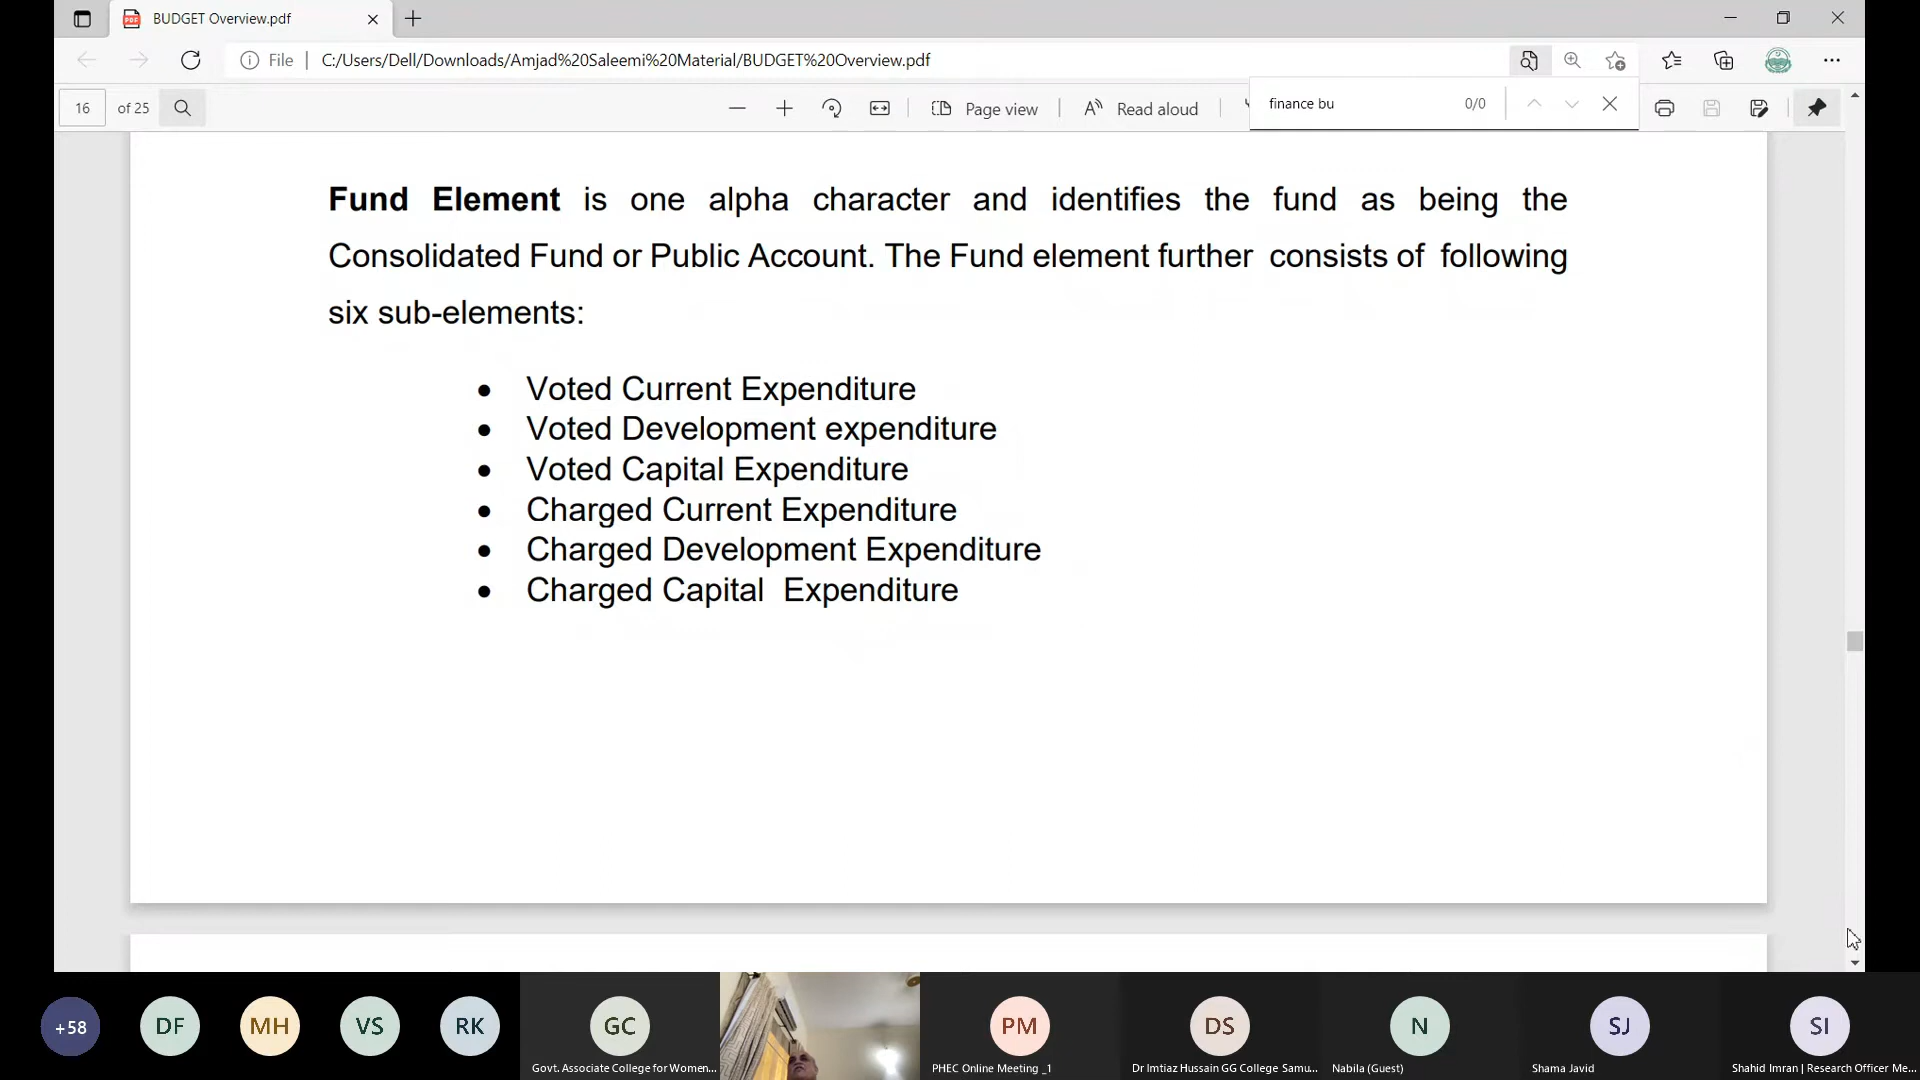 BUDGET Overview.pdf
File
C:/Users/Dell/Downloads/Amjad%20Saleemi%20Material/BUDGET%20Overview.pdf
16 of 25
Page view
Read aloud
finance bu 0/0
Fund Element is one alpha character and identifies the fund as being the
Consolidated Fund or Public Account. The Fund element further consists of following
six sub-elements:
• Voted Current Expenditure
• Voted Development expenditure
• Voted Capital Expenditure
• Charged Current Expenditure
• Charged Development Expenditure
• Charged Capital Expenditure
+58 DF MH VS RK GC PM DS N SJ SI
Govt. Associate College for Women... PHEC Online Meeting _1 Dr Imtiaz Hussain GG College Samu... Nabila (Guest) Shama Javid Shahid Imran | Research Officer Me...